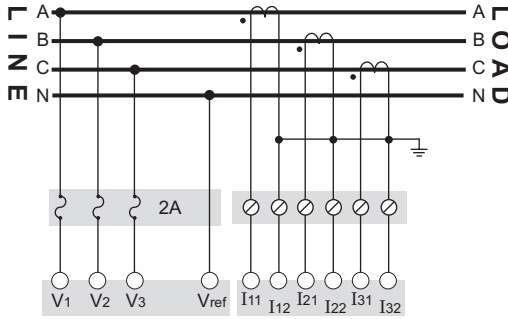 LINE
A
B
C
N
A
B
C
N
LOAD
2A
V1 V2 V3 Vref I11 I12 I21 I22 I31 I32